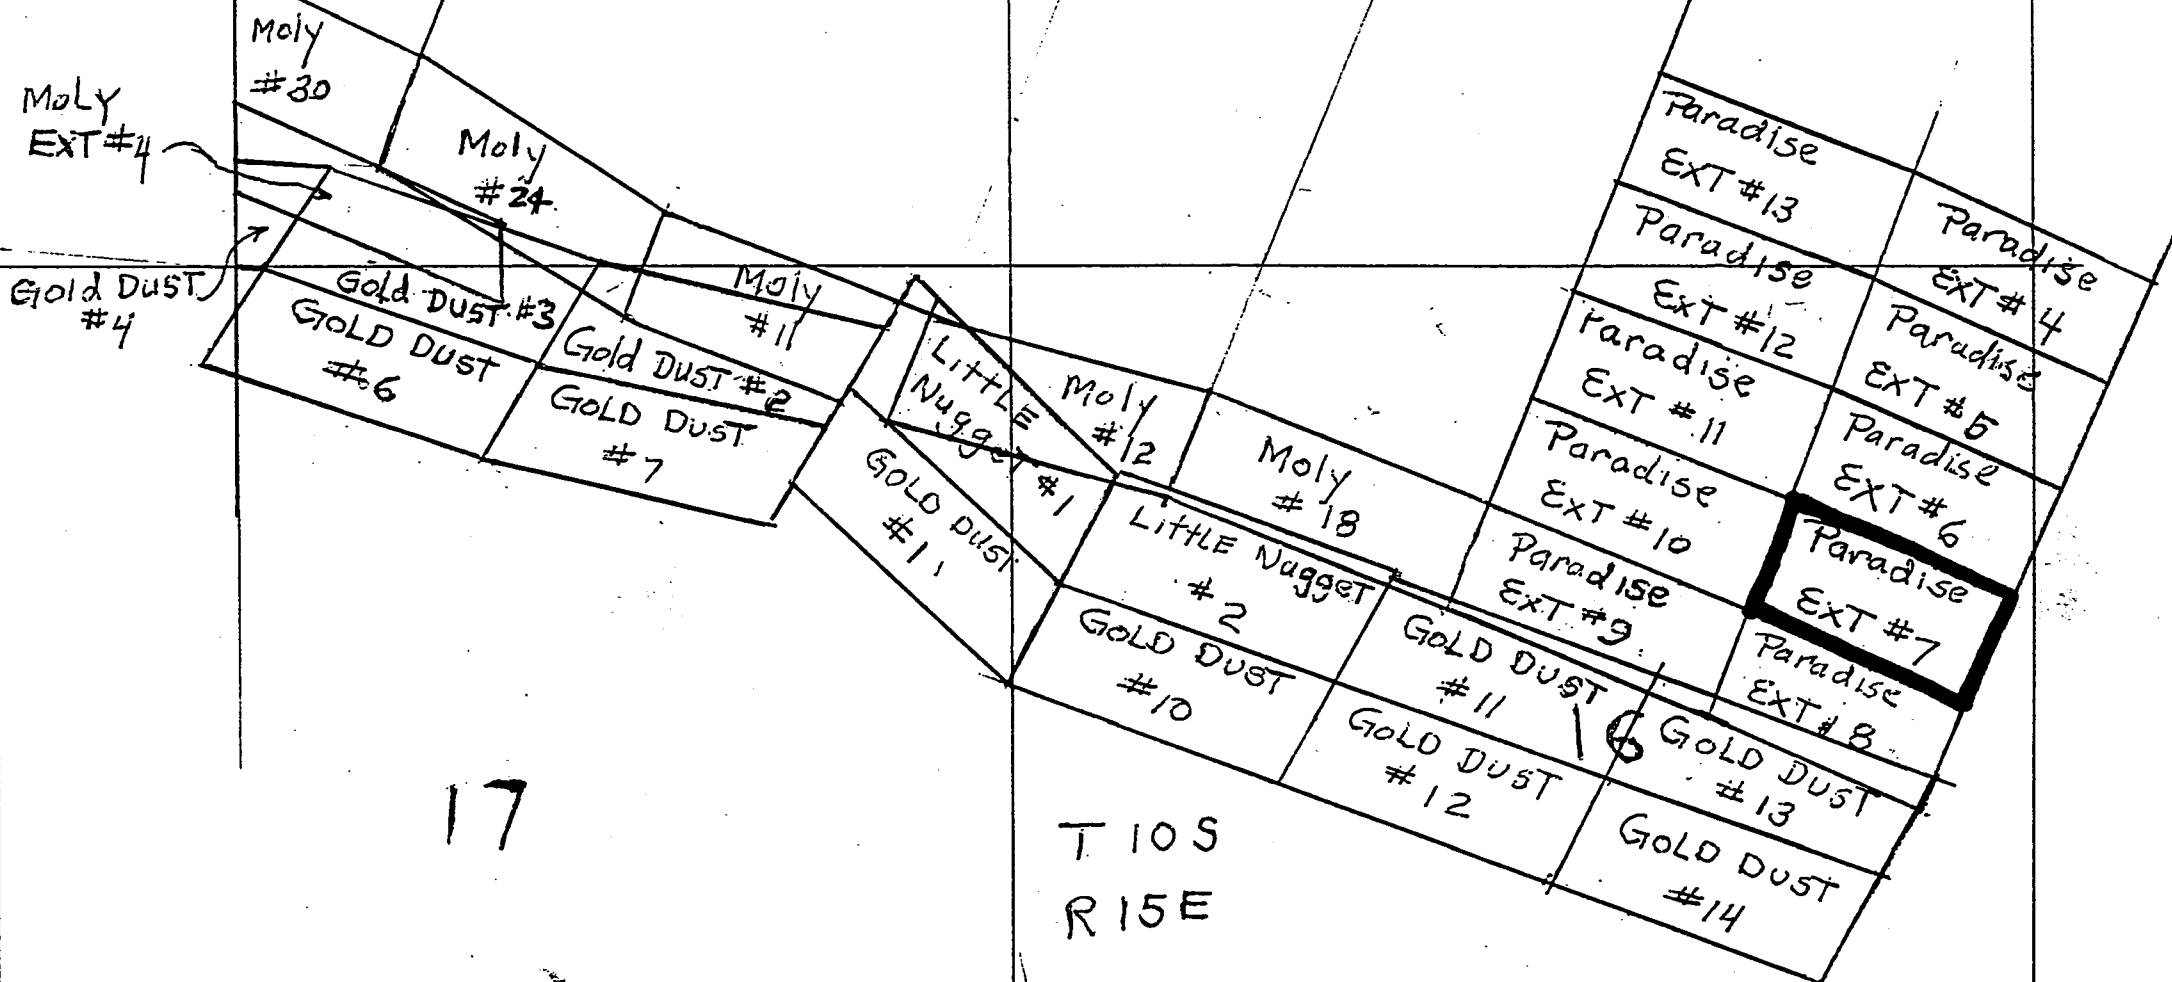 Moly
#30
MOLY
EXT #4
Moly
#24
Gold DUST
#4
Gold DUST #3
GOLD DUST
#6
Moly
#11
Gold DUST #2
GOLD DUST
#7
LITTLE
Nugget #1
GOLD DUST
#1
Moly
#12
Moly
#18
LITTLE Nugget
#2
GOLD DUST
#10
GOLD DUST
#11
GOLD DUST
#12
6
GOLD DUST
#13
GOLD DUST
#14
Paradise
EXT #13
Paradise
EXT #12
Paradise
EXT #11
Paradise
EXT #10
Paradise
EXT #9
Paradise
EXT #4
Paradise
EXT #5
Paradise
EXT #6
Paradise
EXT #7
Paradise
EXT #8
17
T 10 S
R 15 E